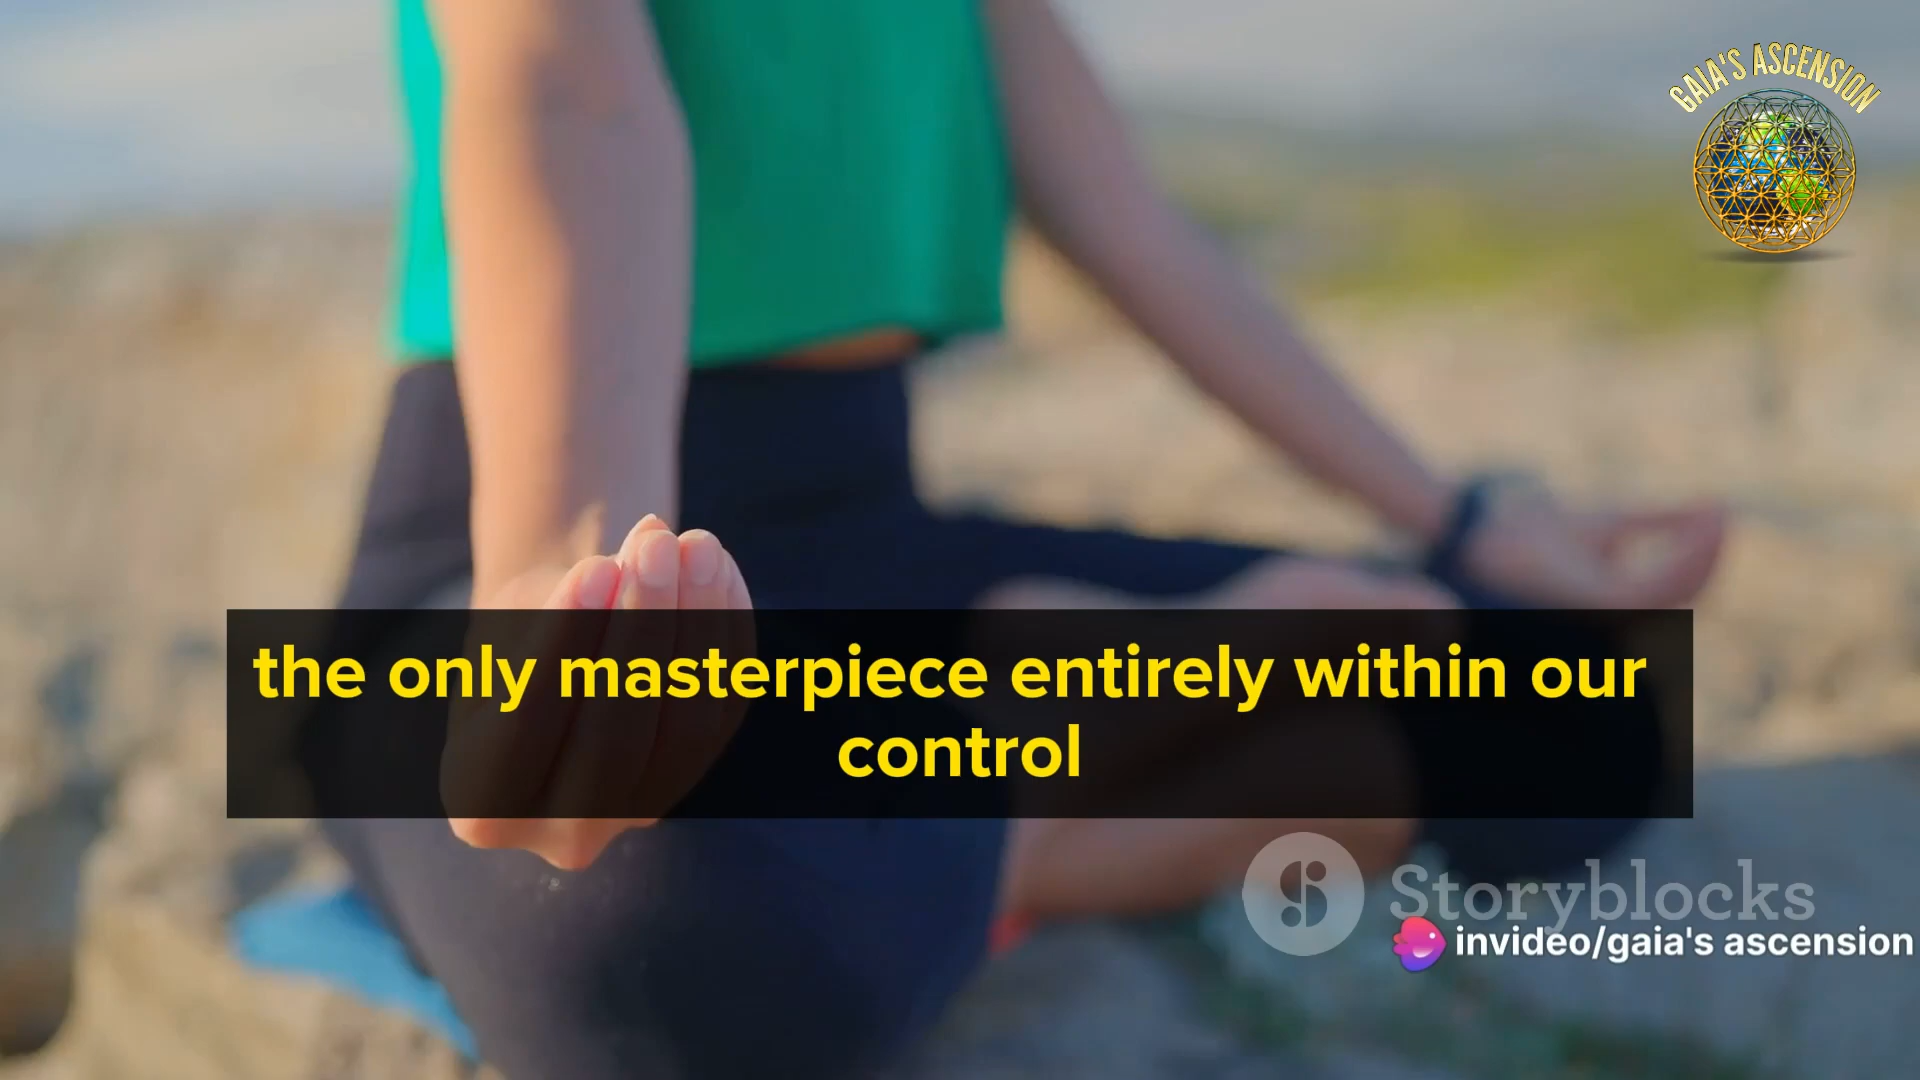 GAIA'S ASCENSION
the only masterpiece entirely within our
control
Storyblocks
invideo/gaia's ascension